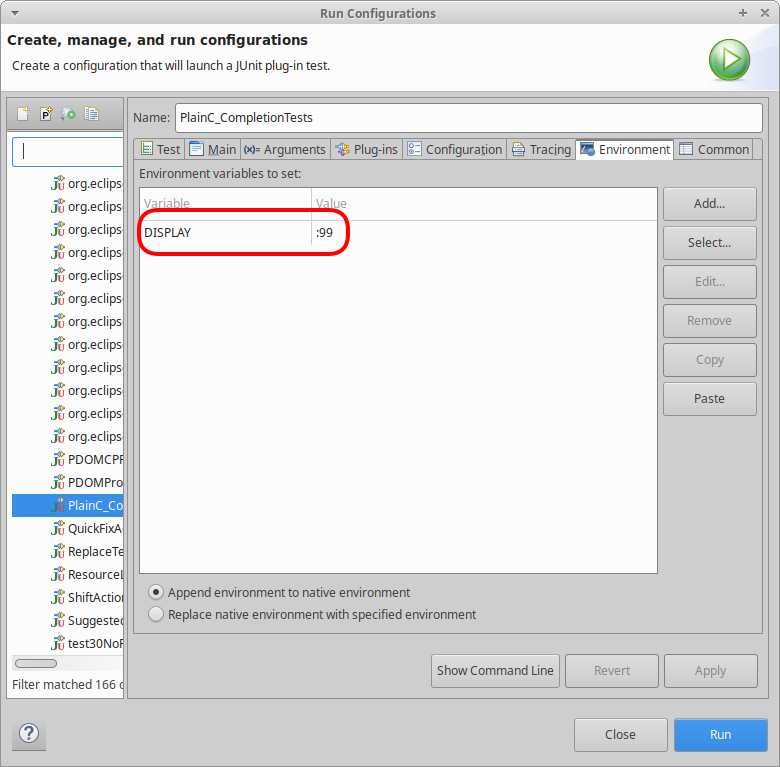 Run Configurations
Create, manage, and run configurations
Create a configuration that will launch a JUnit plug-in test.
Name: PlainC_CompletionTests
Test Main (x)= Arguments Plug-ins Configuration Tracing Environment Common
Environment variables to set:
Variable Value
DISPLAY :99
Add...
Select...
Edit...
Remove
Copy
Paste
org.eclips
org.eclips
org.eclips
org.eclips
org.eclips
org.eclips
org.eclips
org.eclips
org.eclips
org.eclips
org.eclips
org.eclips
PDOMCPR
PDOMPro
PlainC_Co
QuickFixA
ReplaceTe
ResourceL
ShiftAction
Suggested
test30NoF
Filter matched 166 o
Append environment to native environment
Replace native environment with specified environment
Show Command Line Revert Apply
? Close Run